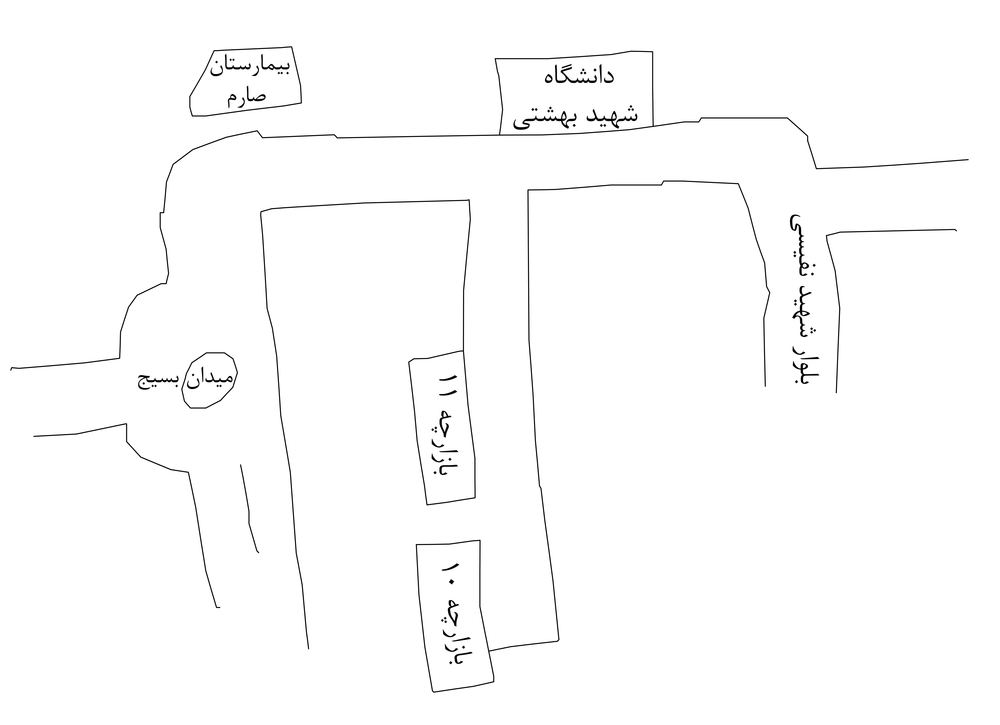 بیمارستان
صارم
دانشگاه
شهید بهشتی
بلوار شهید نفیسی
میدان بسیج
بازارچه ۱۱
بازارچه ۱۰